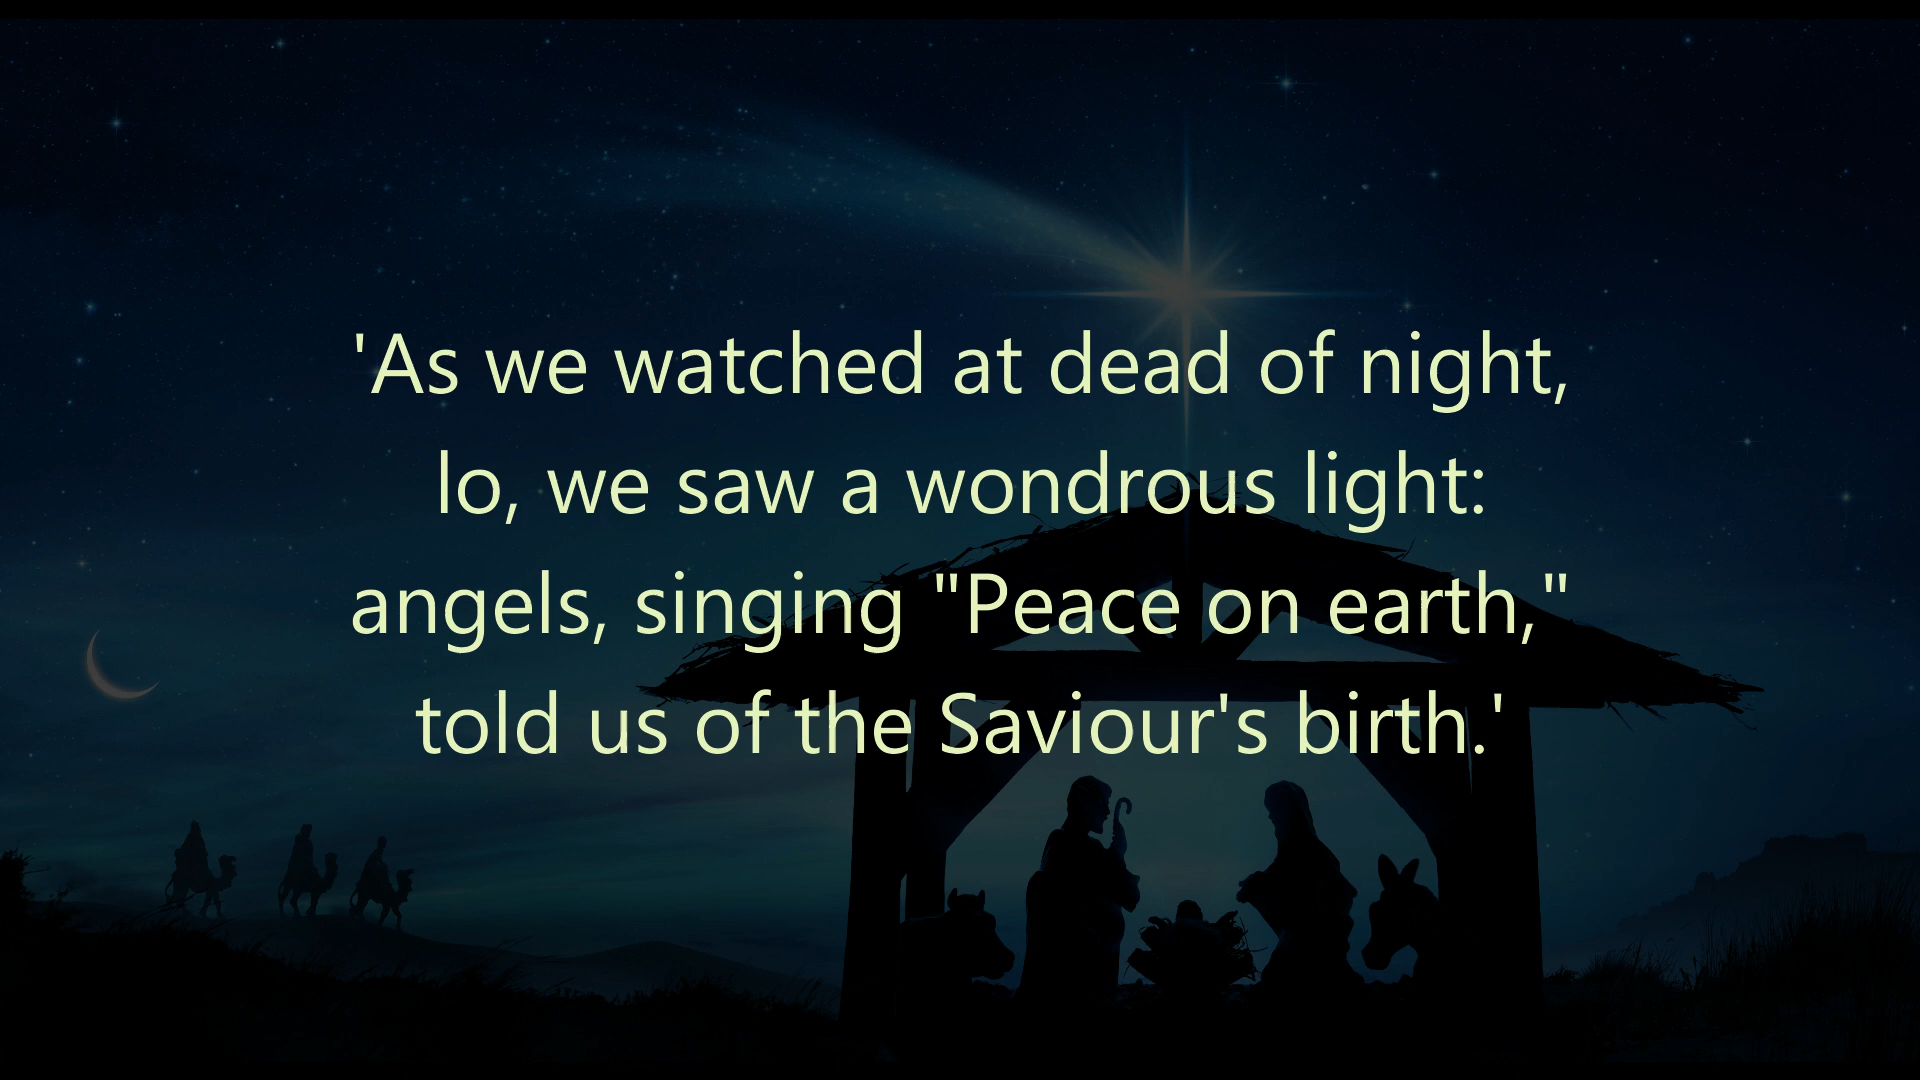 'As we watched at dead of night,
lo, we saw a wondrous light:
angels, singing "Peace on earth,"
told us of the Saviour's birth.'